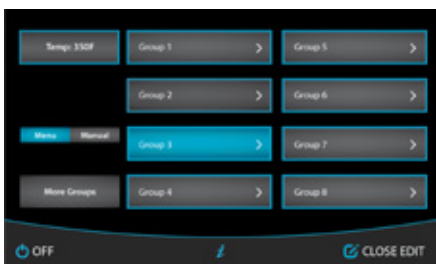 Temp: 350F
Group 1 >
Group 5 >
Group 2 >
Group 6 >
Menu Manual
Group 3 >
Group 7 >
More Groups
Group 4 >
Group 8 >
OFF
i
CLOSE EDIT